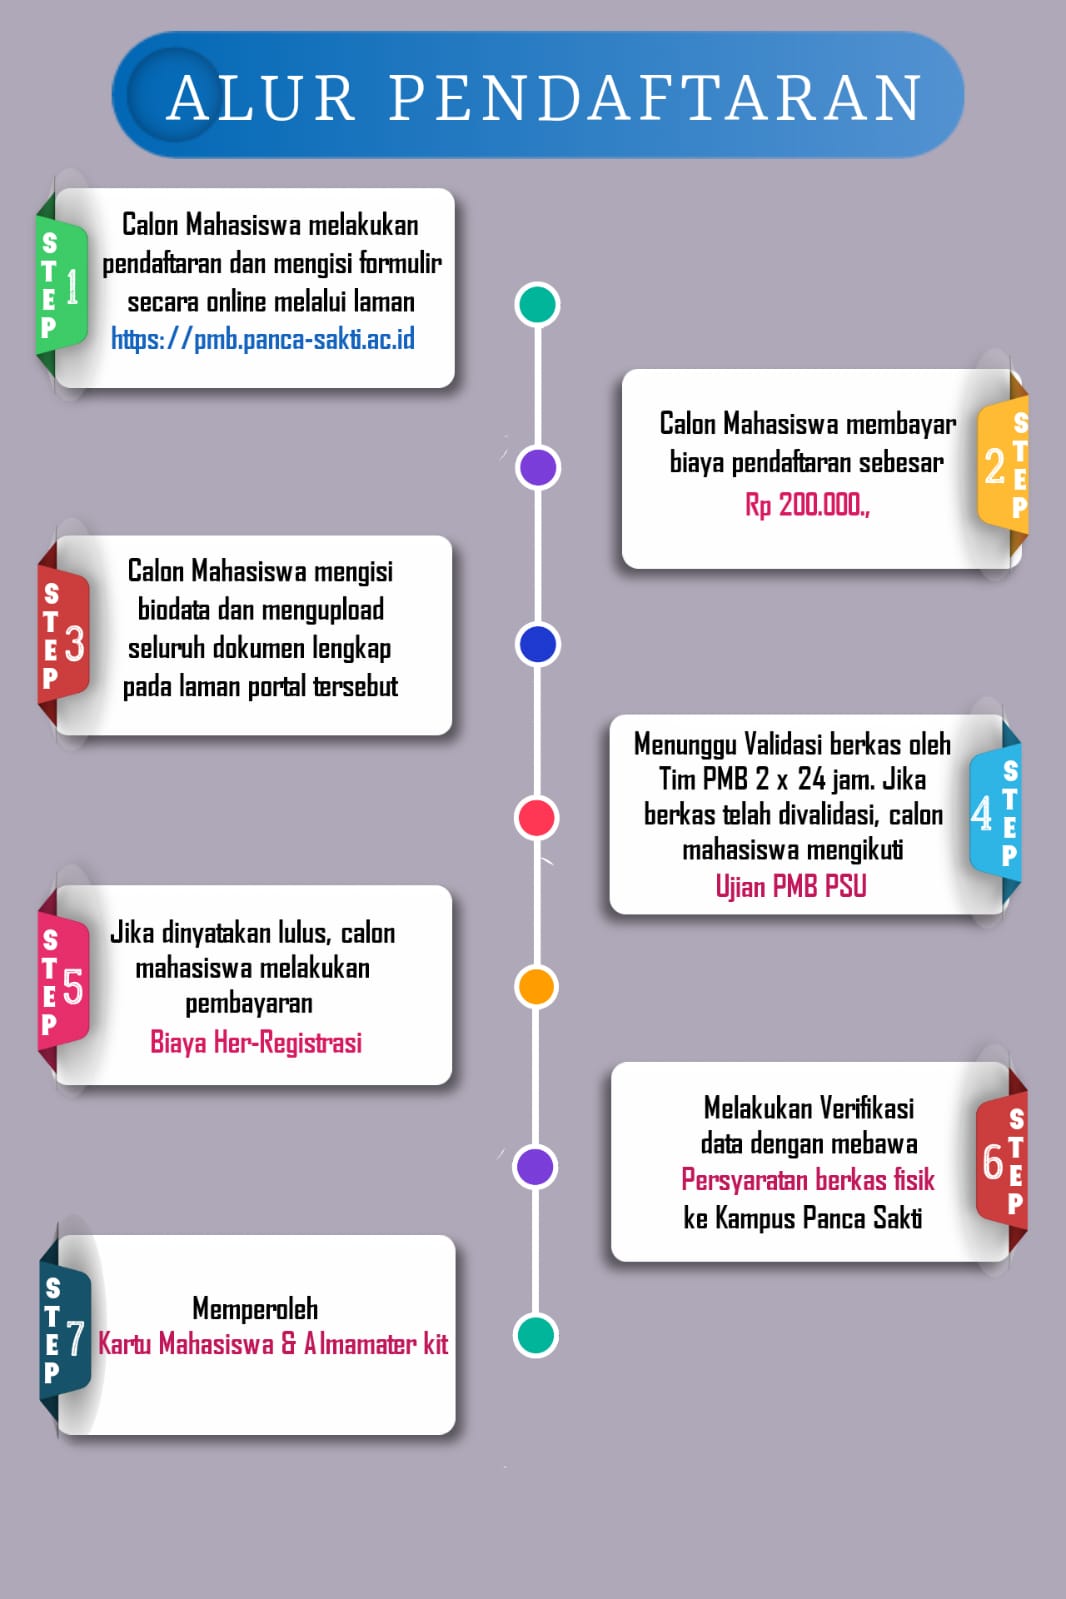 ALUR PENDAFTARAN
STEP 1
Calon Mahasiswa melakukan
pendaftaran dan mengisi formulir
secara online melalui laman
https://pmb.panca-sakti.ac.id
STEP 2
Calon Mahasiswa membayar
biaya pendaftaran sebesar
Rp 200.000.,
STEP 3
Calon Mahasiswa mengisi
biodata dan mengupload
seluruh dokumen lengkap
pada laman portal tersebut
STEP 4
Menunggu Validasi berkas oleh
Tim PMB 2 x 24 jam. Jika
berkas telah divalidasi, calon
mahasiswa mengikuti
Ujian PMB PSU
STEP 5
Jika dinyatakan lulus, calon
mahasiswa melakukan
pembayaran
Biaya Her-Registrasi
STEP 6
Melakukan Verifikasi
data dengan mebawa
Persyaratan berkas fisik
ke Kampus Panca Sakti
STEP 7
Memperoleh
Kartu Mahasiswa & Almamater kit